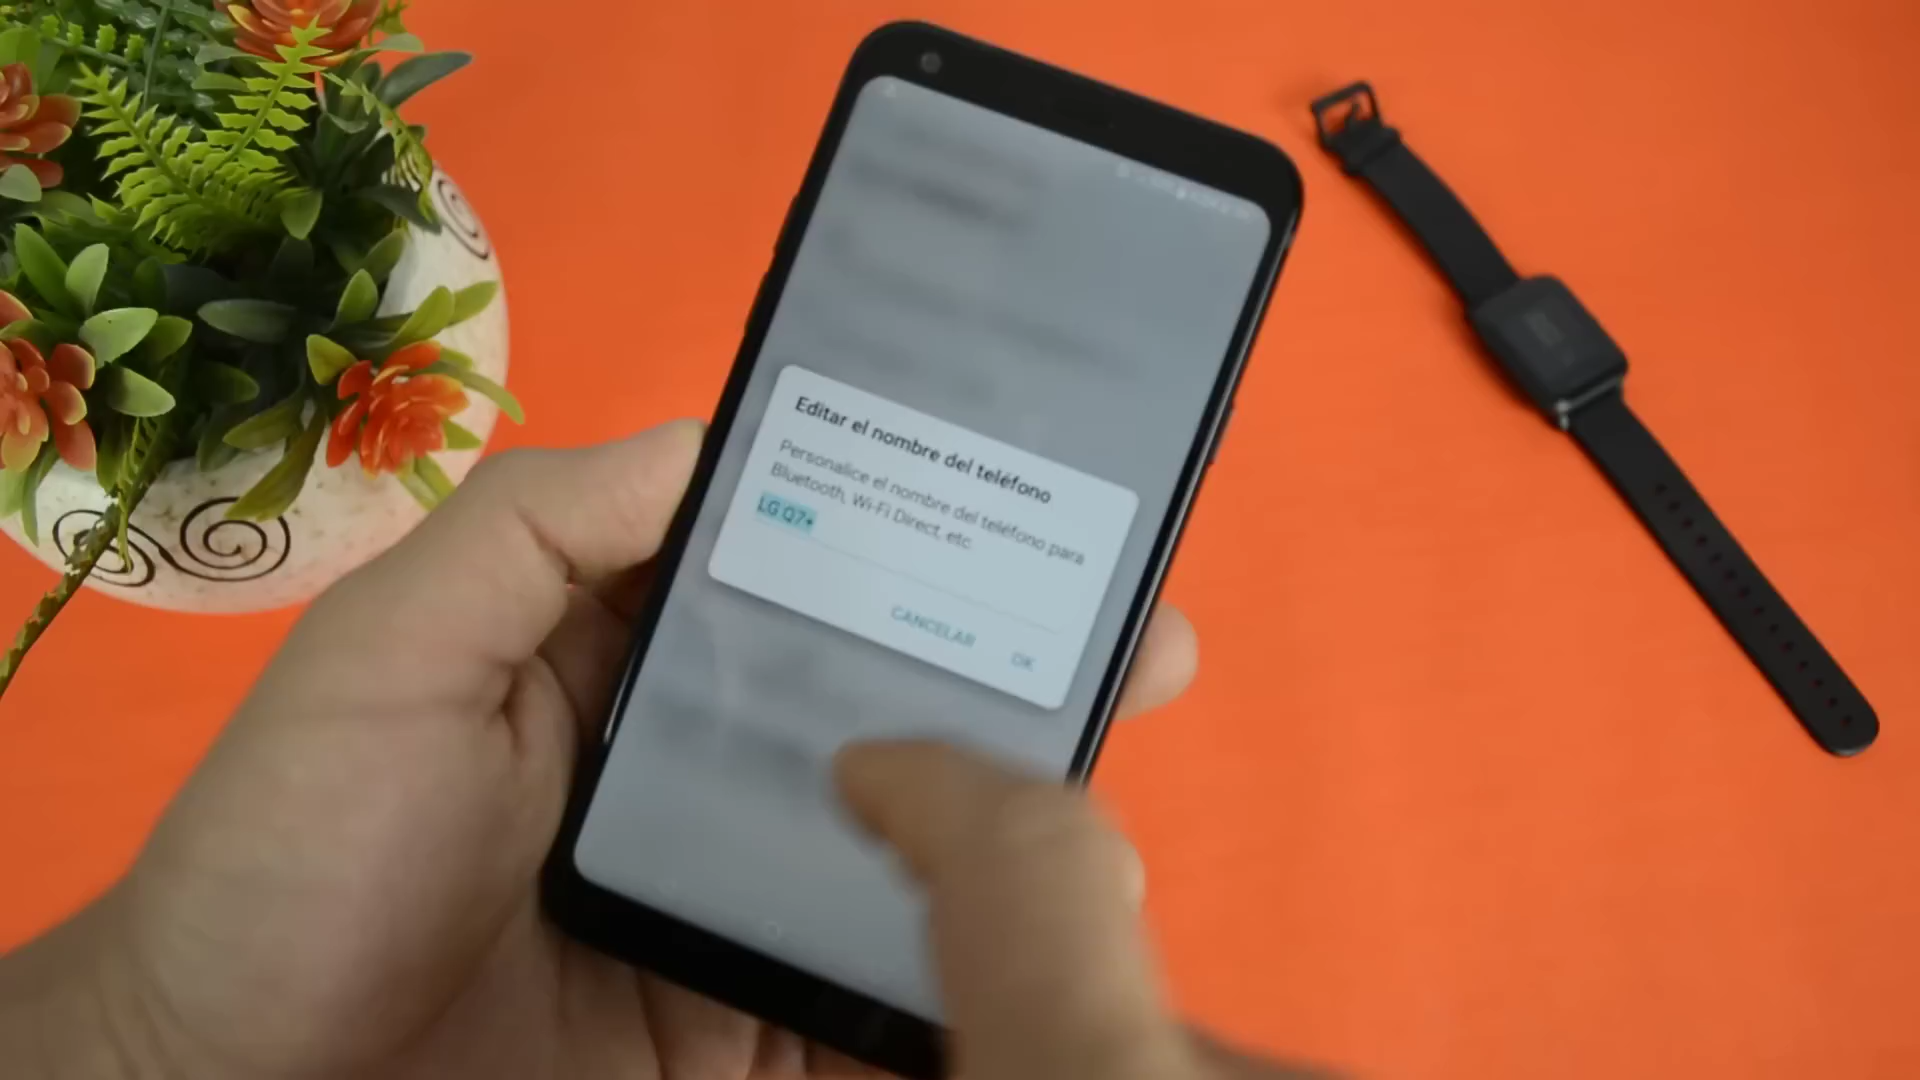 Editar el nombre del teléfono
Personalice el nombre del teléfono para
Bluetooth, Wi-Fi Direct, etc.
LG Q7+
CANCELAR
OK